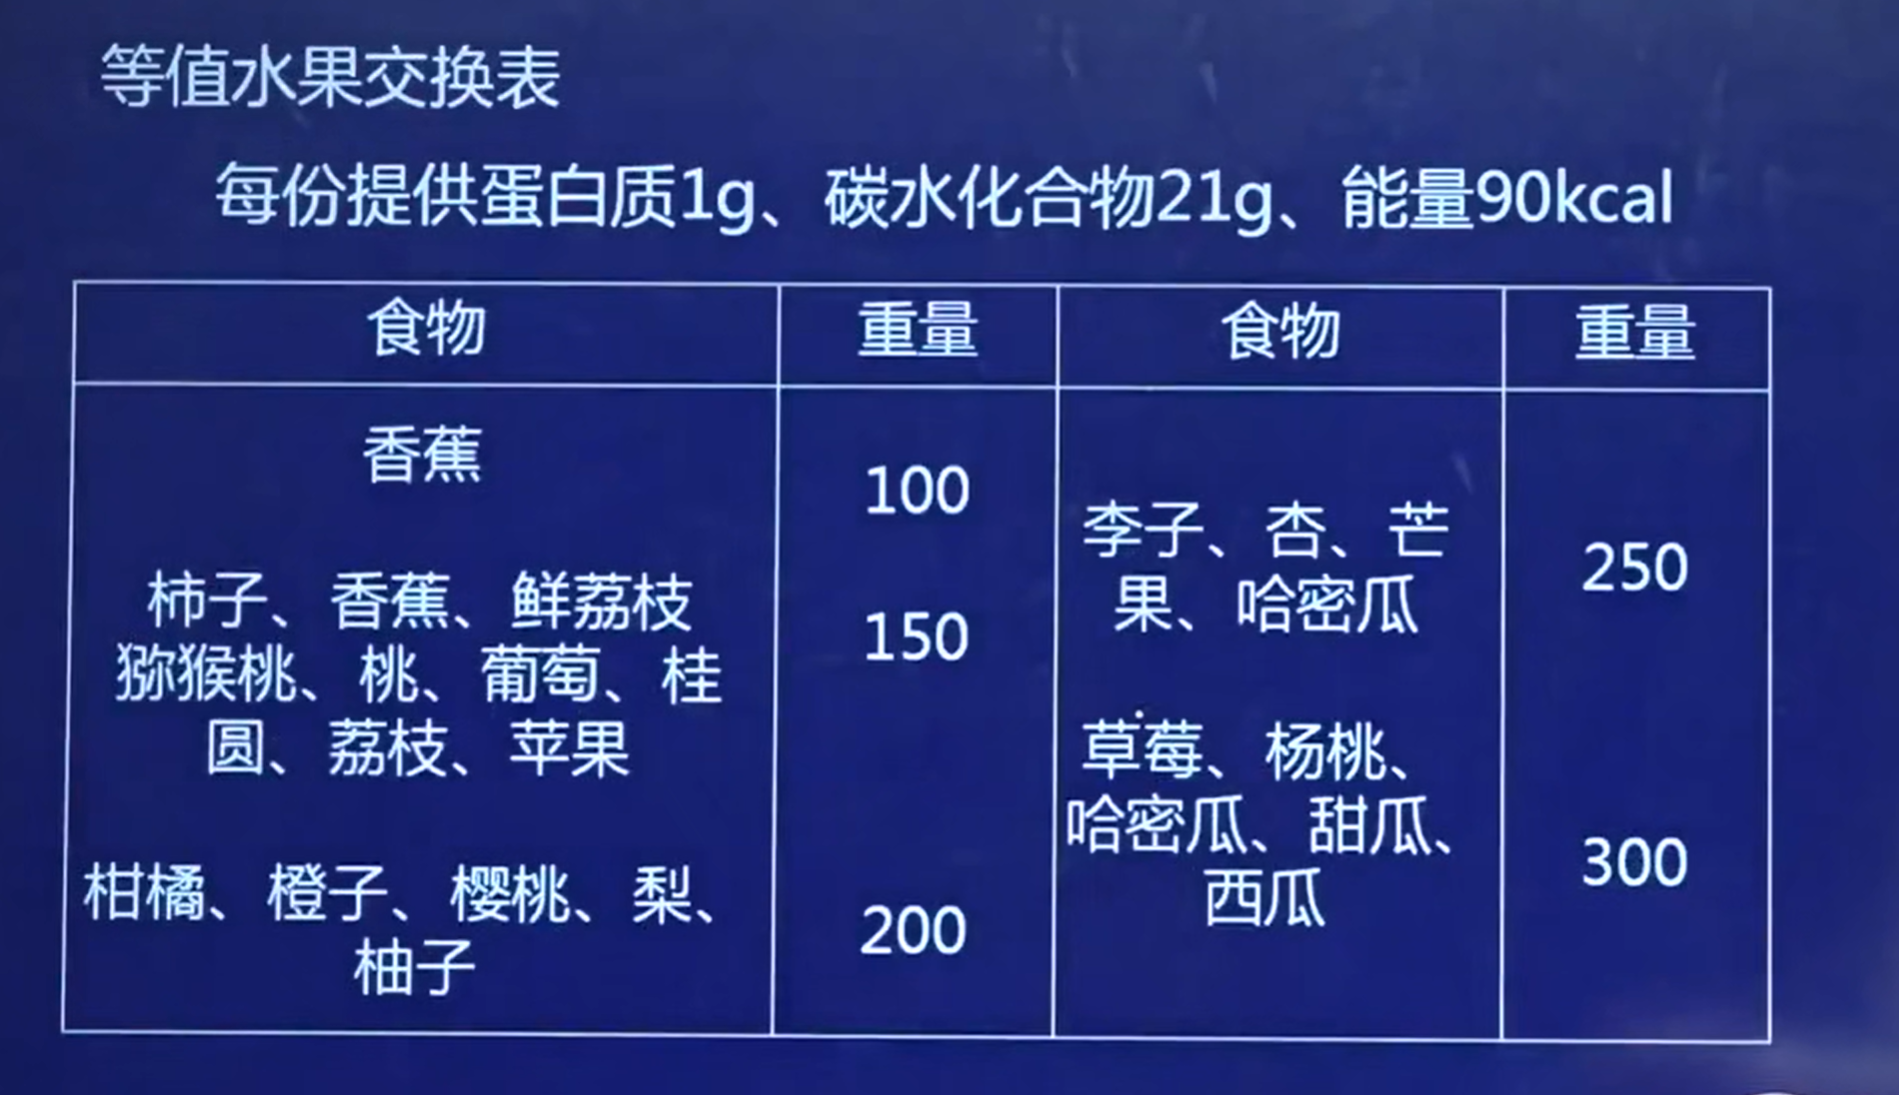 等值水果交换表
每份提供蛋白质1g、碳水化合物21g、能量90kcal
食物 重量 食物 重量
香蕉
100
柿子、香蕉、鲜荔枝
猕猴桃、桃、葡萄、桂
圆、荔枝、苹果
150
柑橘、橙子、樱桃、梨、
柚子
200
李子、杏、芒
果、哈密瓜
250
草莓、杨桃、
哈密瓜、甜瓜、
西瓜
300